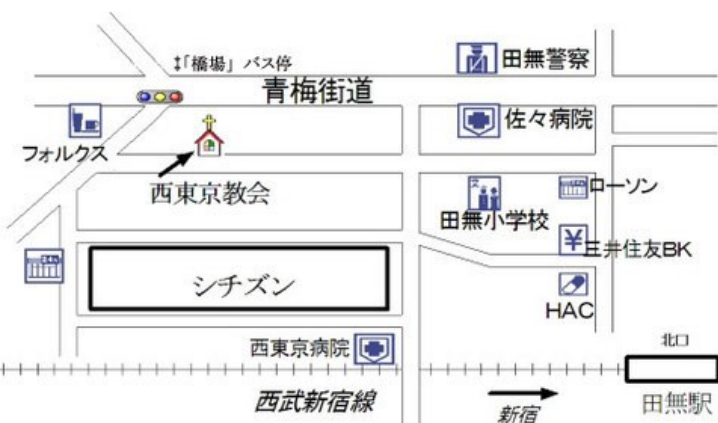 ↕「橋場」バス停
田無警察
青梅街道
佐々病院
フォルクス
西東京教会
ローソン
田無小学校
三井住友BK
シチズン
HAC
北口
西東京病院
西武新宿線
新宿
田無駅